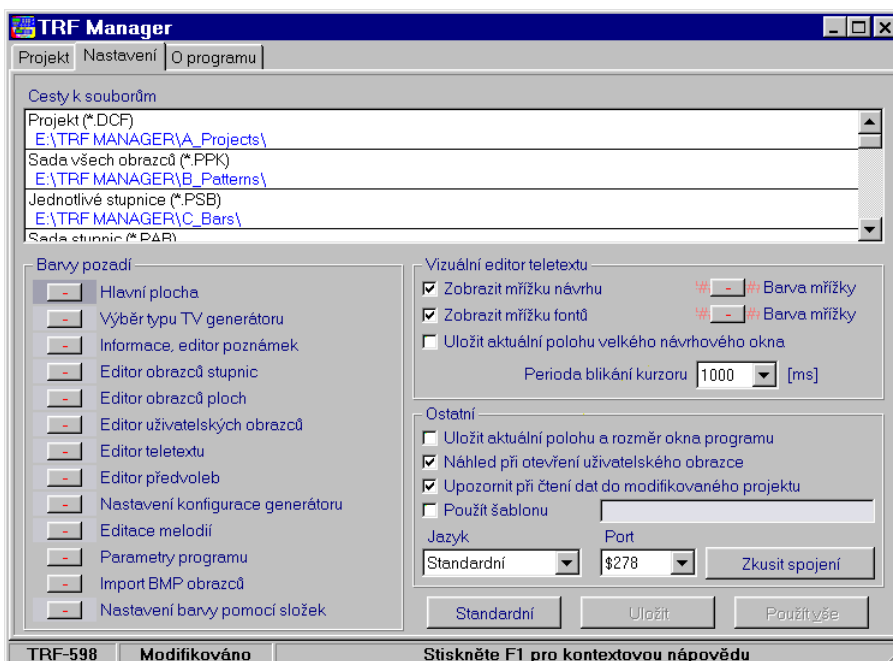 TRF Manager
Projekt Nastavení O programu
Cesty k souborům
Projekt (*.DCF)
E:\TRF MANAGER\A_Projects\
Sada všech obrazců (*.PPK)
E:\TRF MANAGER\B_Patterns\
Jednotlivé stupnice (*.PSB)
E:\TRF MANAGER\C_Bars\
Sada stupnic (*.PAB)
Barvy pozadí
- Hlavní plocha
- Výběr typu TV generátoru
- Informace, editor poznámek
- Editor obrazců stupnic
- Editor obrazců ploch
- Editor uživatelských obrazců
- Editor teletextu
- Editor předvoleb
- Nastavení konfigurace generátoru
- Editace melodií
- Parametry programu
- Import BMP obrazců
- Nastavení barvy pomocí složek
Vizuální editor teletextu
Zobrazit mřížku návrhu - Barva mřížky
Zobrazit mřížku fontů - Barva mřížky
Uložit aktuální polohu velkého návrhového okna
Perioda blikání kurzoru 1000 [ms]
Ostatní
Uložit aktuální polohu a rozměr okna programu
Náhled při otevření uživatelského obrazce
Upozornit při čtení dat do modifikovaného projektu
Použít šablonu
Jazyk Port
Standardní $278 Zkusit spojení
Standardní Uložit Použít vše
TRF-598 Modifikováno Stiskněte F1 pro kontextovou nápovědu